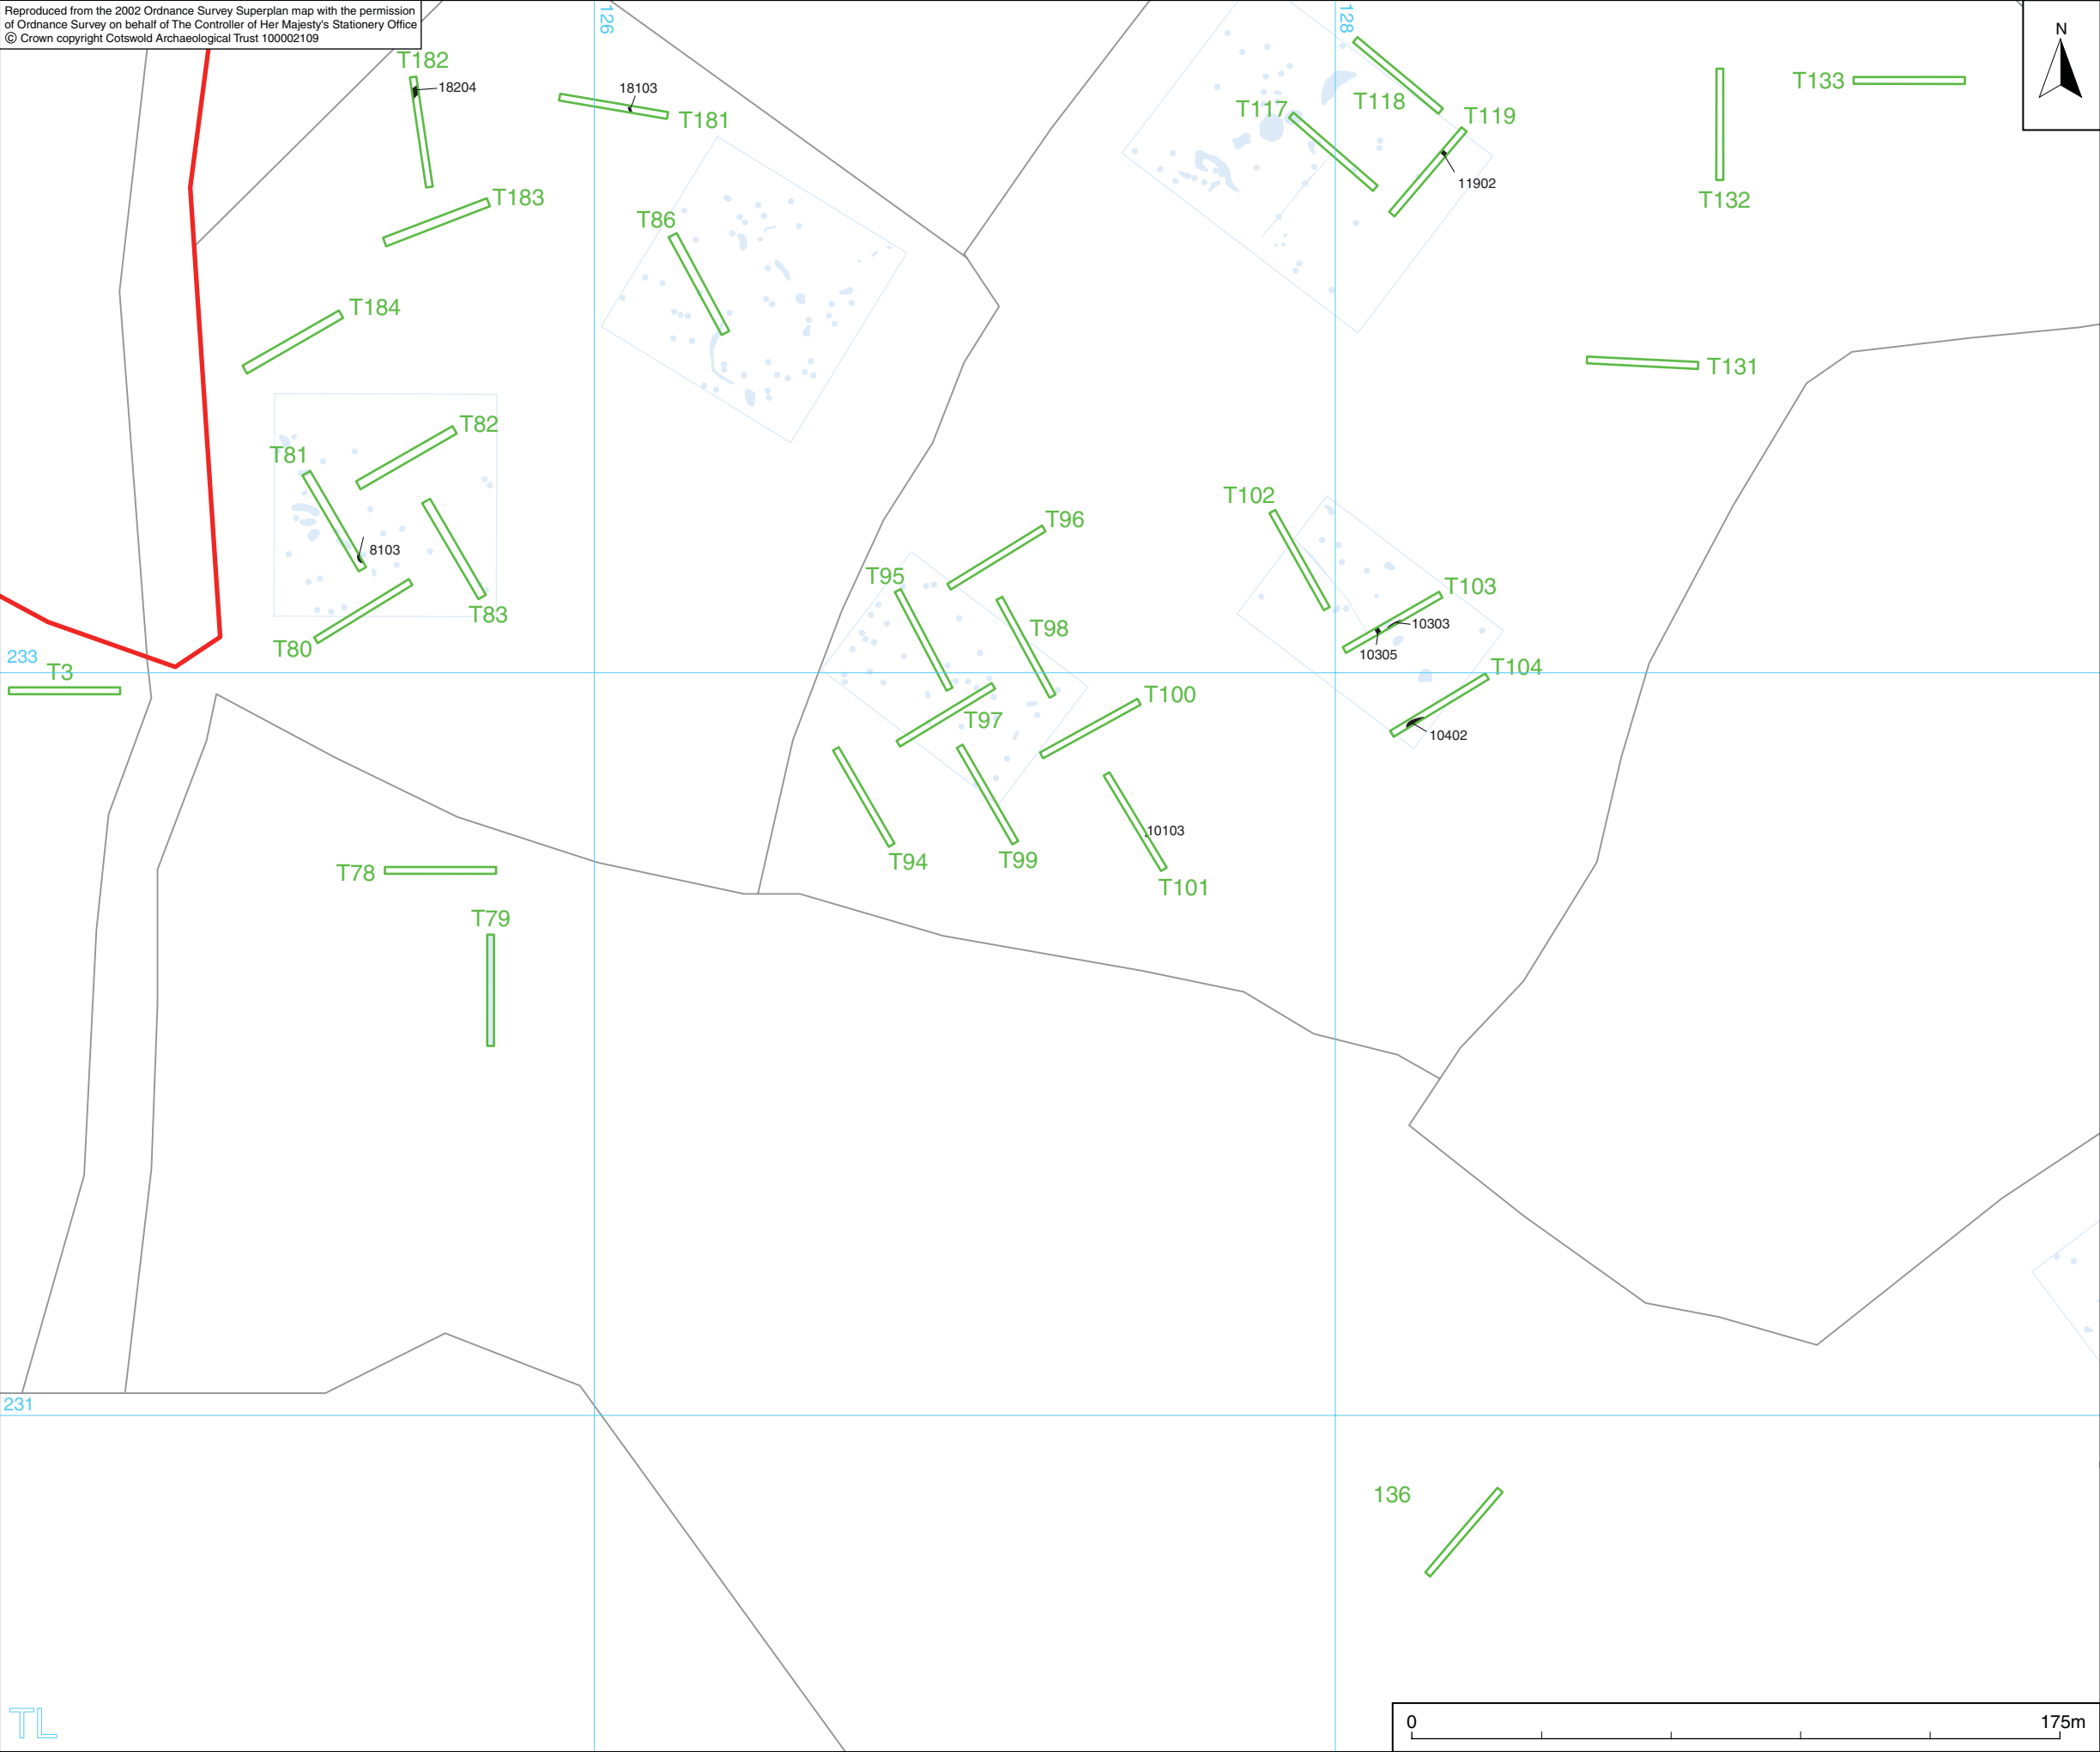 Reproduced from the 2002 Ordnance Survey Superplan map with the permission
of Ordnance Survey on behalf of The Controller of Her Majesty's Stationery Office
© Crown copyright Cotswold Archaeological Trust 100002109
126
128
N
T182
18204
18103
T181
T118
T117
T119
11902
T133
T132
T183
T86
T184
T131
T82
T81
8103
T83
T80
T102
T96
T95
T98
T103
10303
10305
233
T3
T104
T97
T100
10402
10103
T94
T99
T101
T78
T79
231
136
TL
0
175m